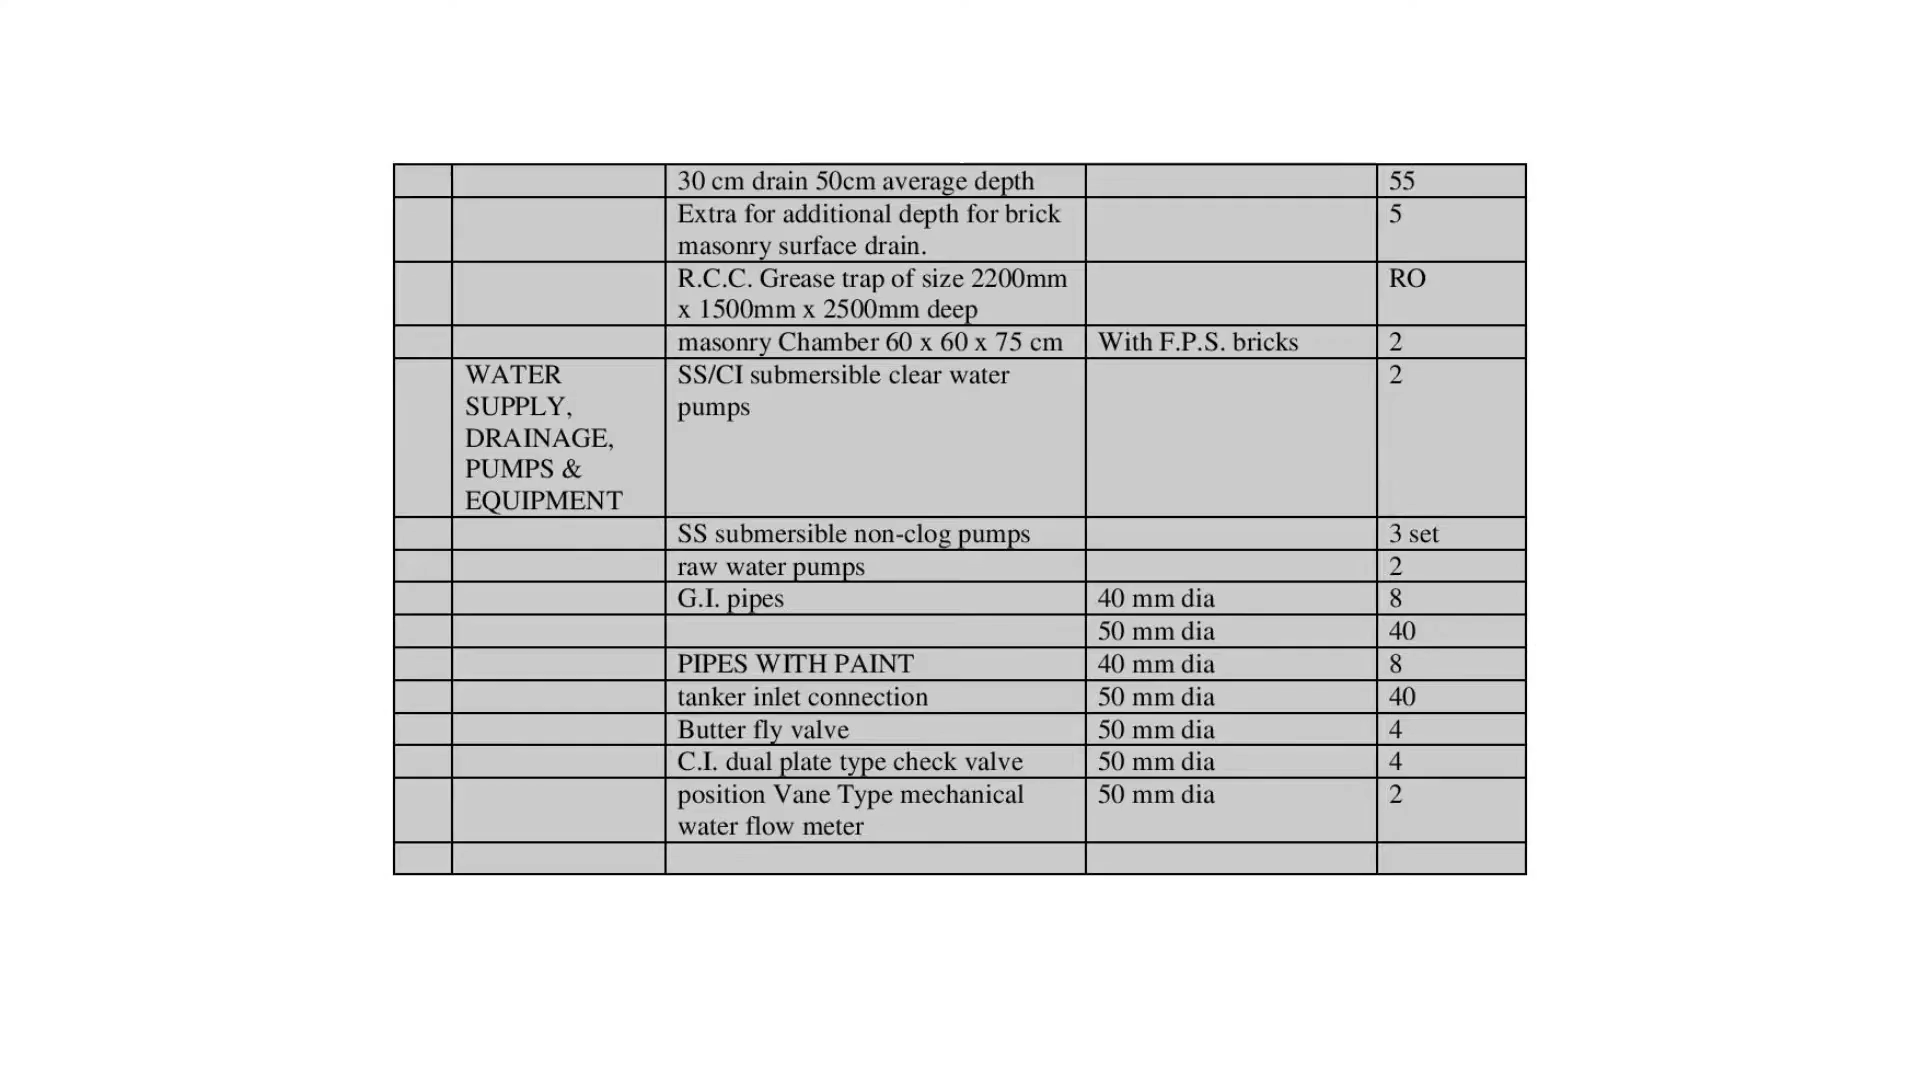 30 cm drain 50cm average depth 55
Extra for additional depth for brick 5
masonry surface drain.
R.C.C. Grease trap of size 2200mm RO
x 1500mm x 2500mm deep
masonry Chamber 60 x 60 x 75 cm With F.P.S. bricks 2
WATER SS/CI submersible clear water 2
SUPPLY, pumps
DRAINAGE,
PUMPS &
EQUIPMENT
SS submersible non-clog pumps 3 set
raw water pumps 2
G.I. pipes 40 mm dia 8
50 mm dia 40
PIPES WITH PAINT 40 mm dia 8
tanker inlet connection 50 mm dia 40
Butter fly valve 50 mm dia 4
C.I. dual plate type check valve 50 mm dia 4
position Vane Type mechanical 50 mm dia 2
water flow meter